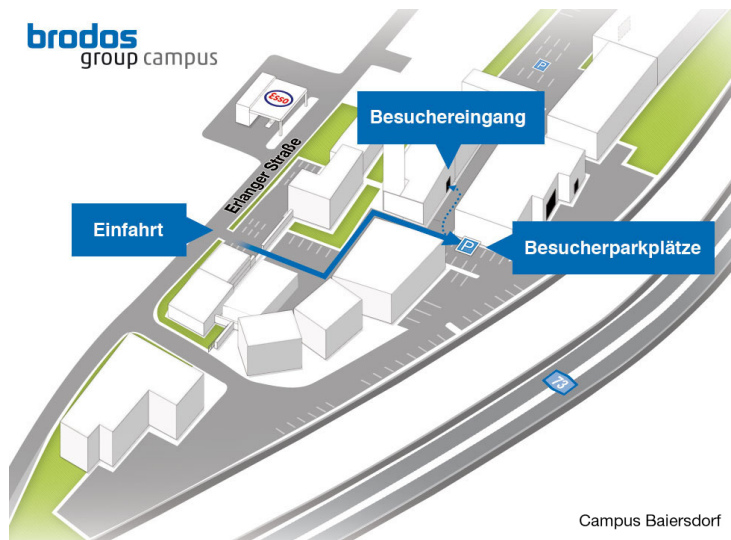 brodos
group campus
Esso
Erlanger Straße
P
Besuchereingang
Einfahrt
P
Besucherparkplätze
73
Campus Baiersdorf